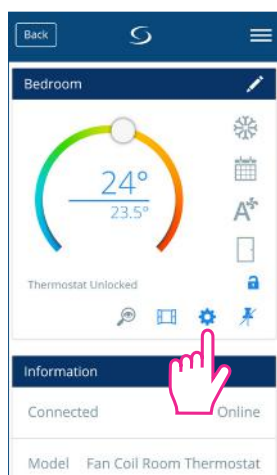 Back
Bedroom
24°
23.5°
A
Thermostat Unlocked
Information
Connected Online
Model Fan Coil Room Thermostat